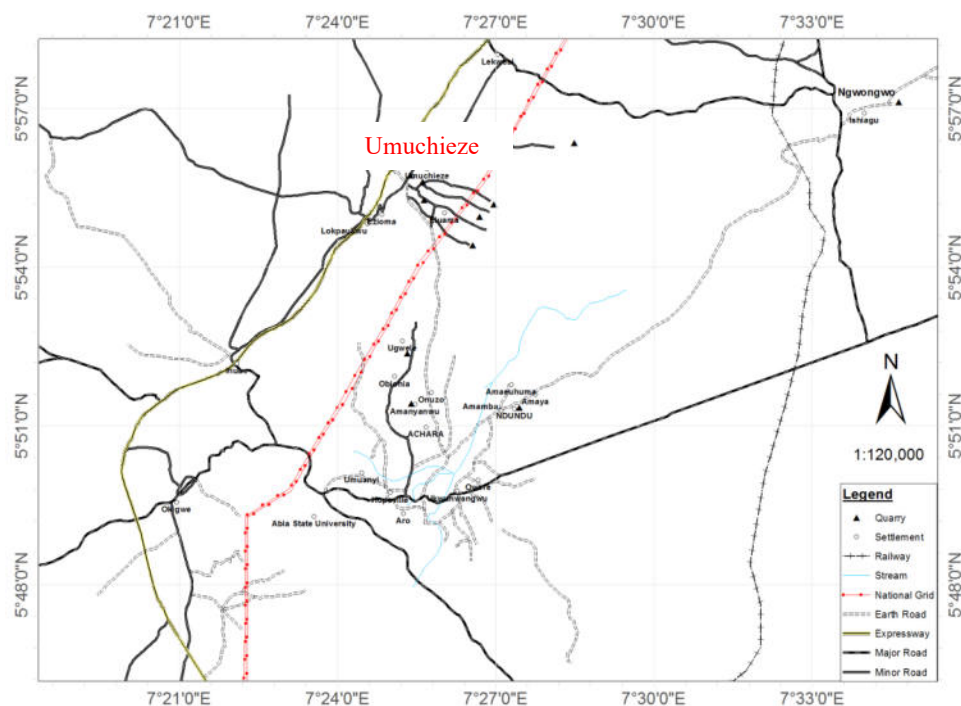 7°21'0"E 7°24'0"E 7°27'0"E 7°30'0"E 7°33'0"E
Lekwesi
5°57'0"N
Ngwongwo
5°57'0"N
Ishiagu
Umuchieze
Umuchieze
Ezioma
Lokpaukwu
5°54'0"N
5°54'0"N
Ugwele
Obiohia
Onuzo
Amanyanwu
ACHARA
Amaruhuma
Amamba
Amaya
NDUNDU
N
5°51'0"N
5°51'0"N
1:120,000
Umuanyi
Aro
Okigwe
Abia State University
5°48'0"N
5°48'0"N
Legend
Quarry
Settlement
Railway
Stream
National Grid
Earth Road
Expressway
Major Road
Minor Road
7°21'0"E 7°24'0"E 7°27'0"E 7°30'0"E 7°33'0"E